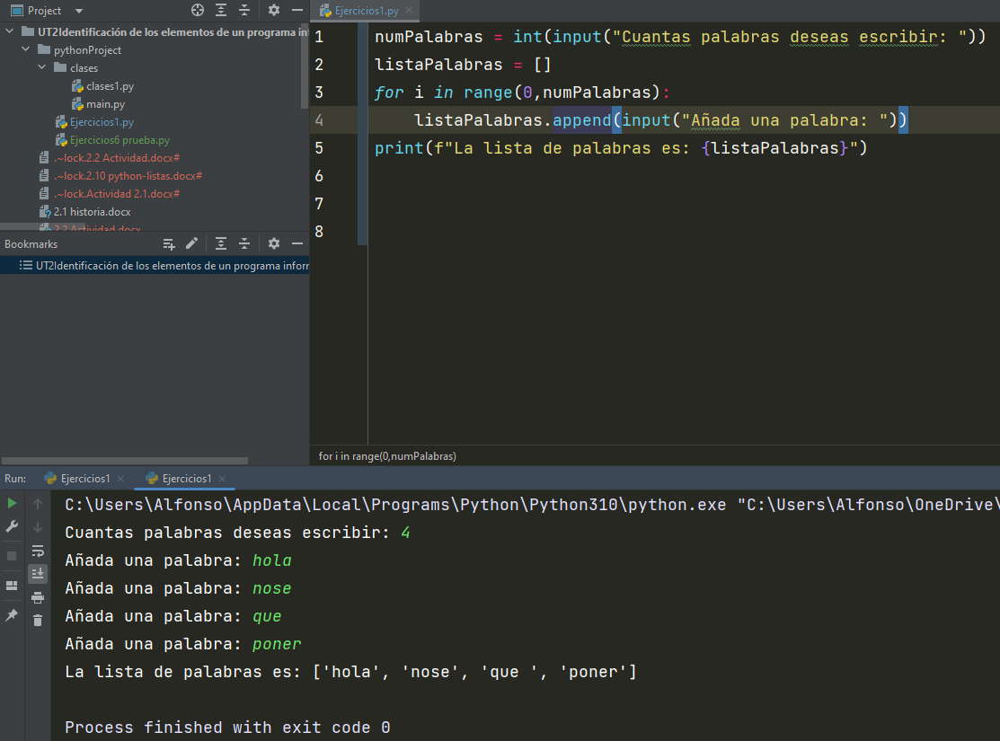 Project
UT2Identificación de los elementos de un programa in
pythonProject
clases
clases1.py
main.py
Ejercicios1.py
Ejercicios6 prueba.py
.~lock.2.2 Actividad.docx#
.~lock.2.10 python-listas.docx#
.~lock.Actividad 2.1.docx#
2.1 historia.docx
2.2 Actividad.docx
Bookmarks
UT2Identificación de los elementos de un programa inforr
Ejercicios1.py
1 numPalabras = int(input("Cuantas palabras deseas escribir: "))
2 listaPalabras = []
3 for i in range(0,numPalabras):
4 listaPalabras.append(input("Añada una palabra: "))
5 print(f"La lista de palabras es: {listaPalabras}")
6
7
8
for i in range(0,numPalabras)
Run: Ejercicios1 Ejercicios1
C:\Users\Alfonso\AppData\Local\Programs\Python\Python310\python.exe "C:\Users\Alfonso\OneDrive\
Cuantas palabras deseas escribir: 4
Añada una palabra: hola
Añada una palabra: nose
Añada una palabra: que
Añada una palabra: poner
La lista de palabras es: ['hola', 'nose', 'que ', 'poner']
Process finished with exit code 0